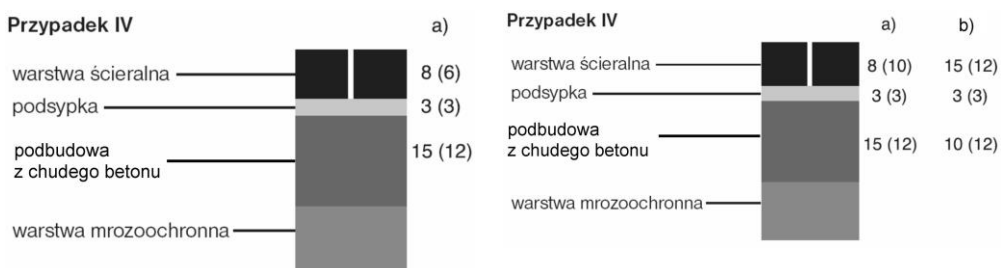 Przypadek IV a)
warstwa ścieralna 8 (6)
podsypka 3 (3)
podbudowa
z chudego betonu 15 (12)
warstwa mrozoochronna
Przypadek IV a) b)
warstwa ścieralna 8 (10) 15 (12)
podsypka 3 (3) 3 (3)
podbudowa
z chudego betonu 15 (12) 10 (12)
warstwa mrozoochronna